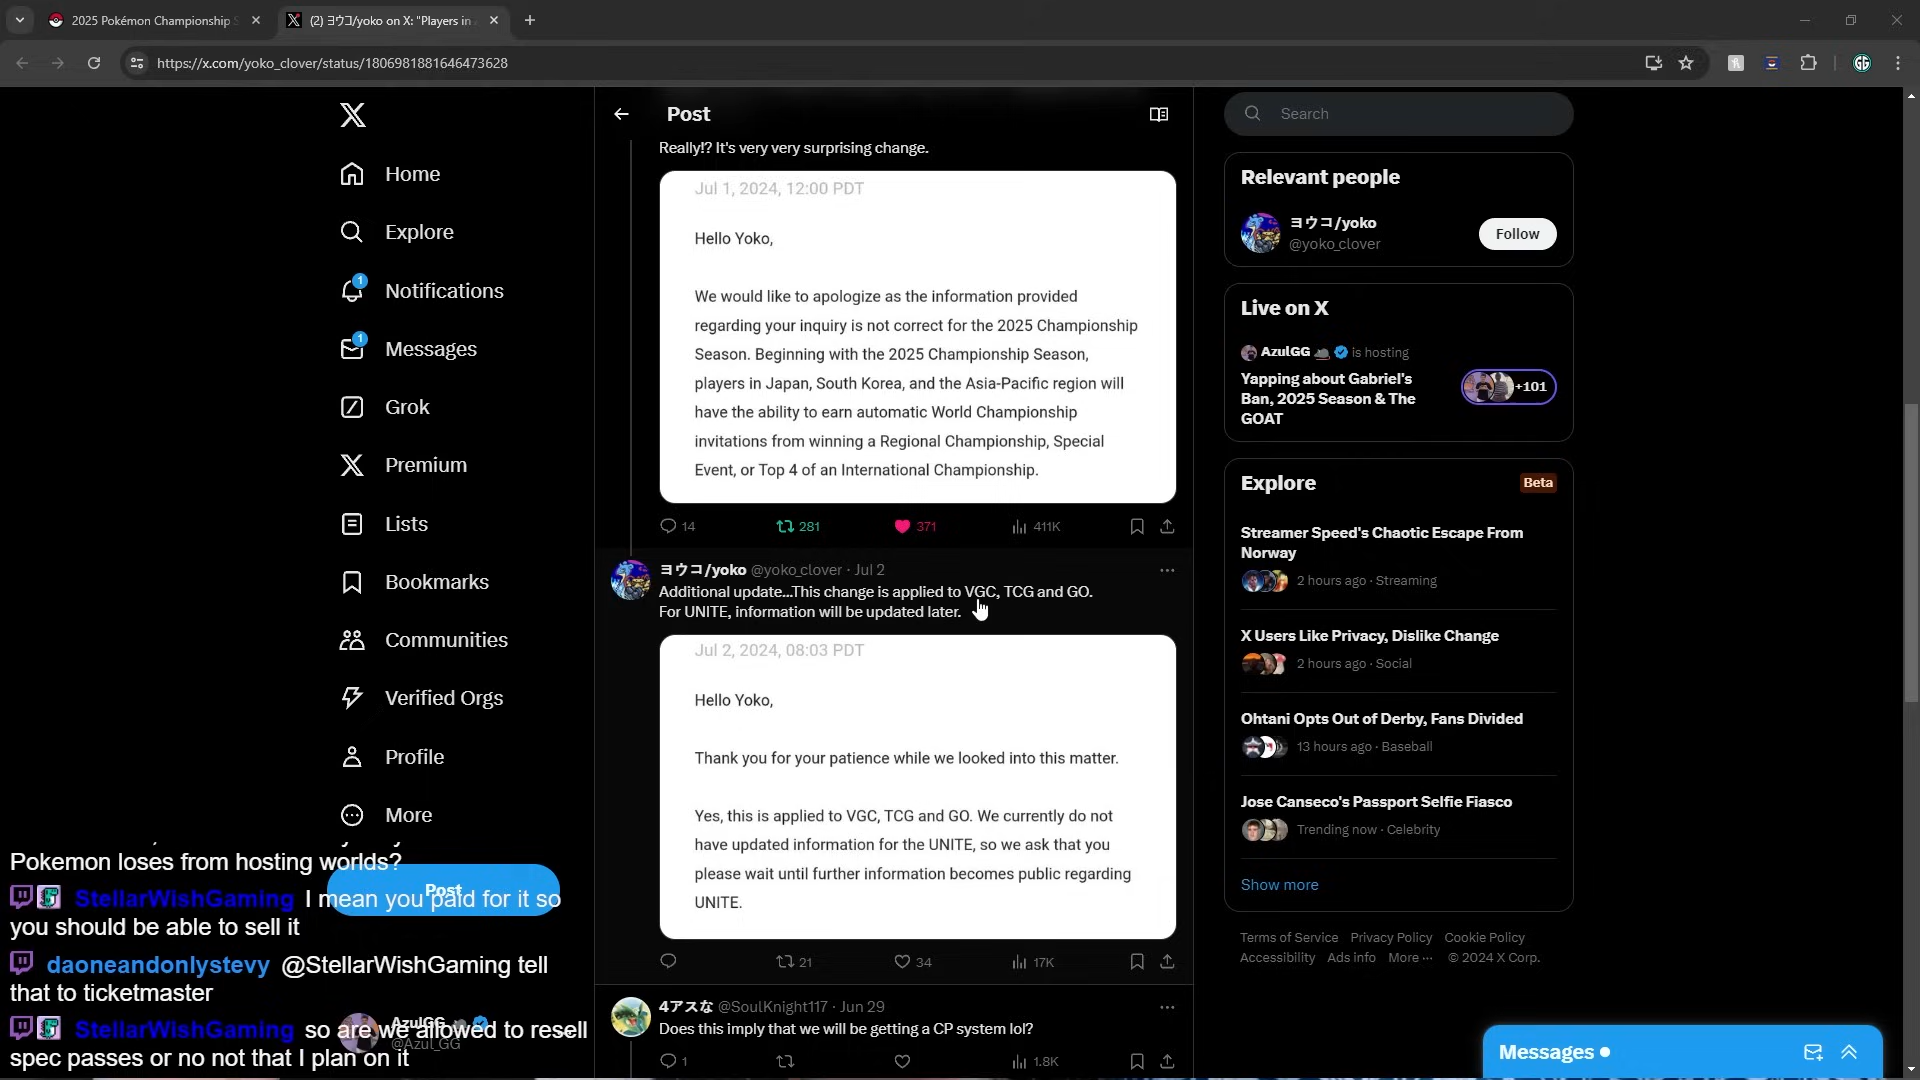 2025 Pokémon Championship S
(2) ヨウコ/yoko on X: "Players in
https://x.com/yoko_clover/status/1806981881646473628
Home
Explore
1
Notifications
1
Messages
Grok
Premium
Lists
Bookmarks
Communities
Verified Orgs
Profile
More
Post
AzulGG
@Azul_GG
Pokemon loses from hosting worlds?
StellarWishGaming I mean you paid for it so
you should be able to sell it
daoneandonlystevy @StellarWishGaming tell
that to ticketmaster
StellarWishGaming so are we allowed to resell
spec passes or no not that I plan on it
Post
Really!? It's very very surprising change.
Jul 1, 2024, 12:00 PDT
Hello Yoko,
We would like to apologize as the information provided
regarding your inquiry is not correct for the 2025 Championship
Season. Beginning with the 2025 Championship Season,
players in Japan, South Korea, and the Asia-Pacific region will
have the ability to earn automatic World Championship
invitations from winning a Regional Championship, Special
Event, or Top 4 of an International Championship.
14 281 371 411K
ヨウコ/yoko @yoko_clover · Jul 2
Additional update...This change is applied to VGC, TCG and GO.
For UNITE, information will be updated later.
Jul 2, 2024, 08:03 PDT
Hello Yoko,
Thank you for your patience while we looked into this matter.
Yes, this is applied to VGC, TCG and GO. We currently do not
have updated information for the UNITE, so we ask that you
please wait until further information becomes public regarding
UNITE.
21 34 17K
4アスな @SoulKnight117 · Jun 29
Does this imply that we will be getting a CP system lol?
1 1.8K
Search
Relevant people
ヨウコ/yoko
@yoko_clover
Follow
Live on X
AzulGG is hosting
Yapping about Gabriel's
Ban, 2025 Season & The
GOAT
+101
Explore
Beta
Streamer Speed's Chaotic Escape From
Norway
2 hours ago · Streaming
X Users Like Privacy, Dislike Change
2 hours ago · Social
Ohtani Opts Out of Derby, Fans Divided
13 hours ago · Baseball
Jose Canseco's Passport Selfie Fiasco
Trending now · Celebrity
Show more
Terms of Service Privacy Policy Cookie Policy
Accessibility Ads info More ··· © 2024 X Corp.
Messages